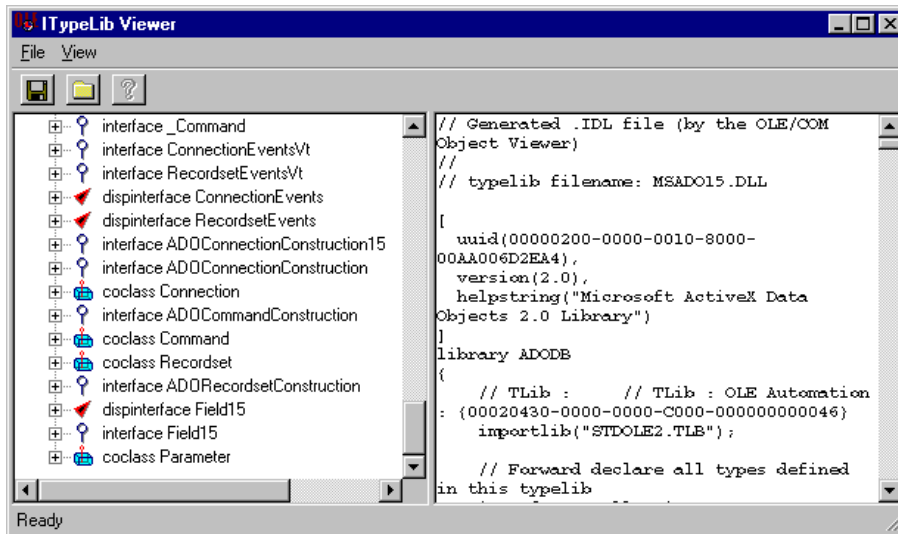 ITypeLib Viewer
File View
interface _Command
interface ConnectionEventsVt
interface RecordsetEventsVt
dispinterface ConnectionEvents
dispinterface RecordsetEvents
interface ADOConnectionConstruction15
interface ADOConnectionConstruction
coclass Connection
interface ADOCommandConstruction
coclass Command
coclass Recordset
interface ADORecordsetConstruction
dispinterface Field15
interface Field15
coclass Parameter
// Generated .IDL file (by the OLE/COM
Object Viewer)
//
// typelib filename: MSADO15.DLL
[
uuid(00000200-0000-0010-8000-
00AA006D2EA4),
version(2.0),
helpstring("Microsoft ActiveX Data
Objects 2.0 Library")
]
library ADODB
{
// TLib :     // TLib : OLE Automation
: {00020430-0000-0000-C000-000000000046}
importlib("STDOLE2.TLB");
// Forward declare all types defined
in this typelib
Ready